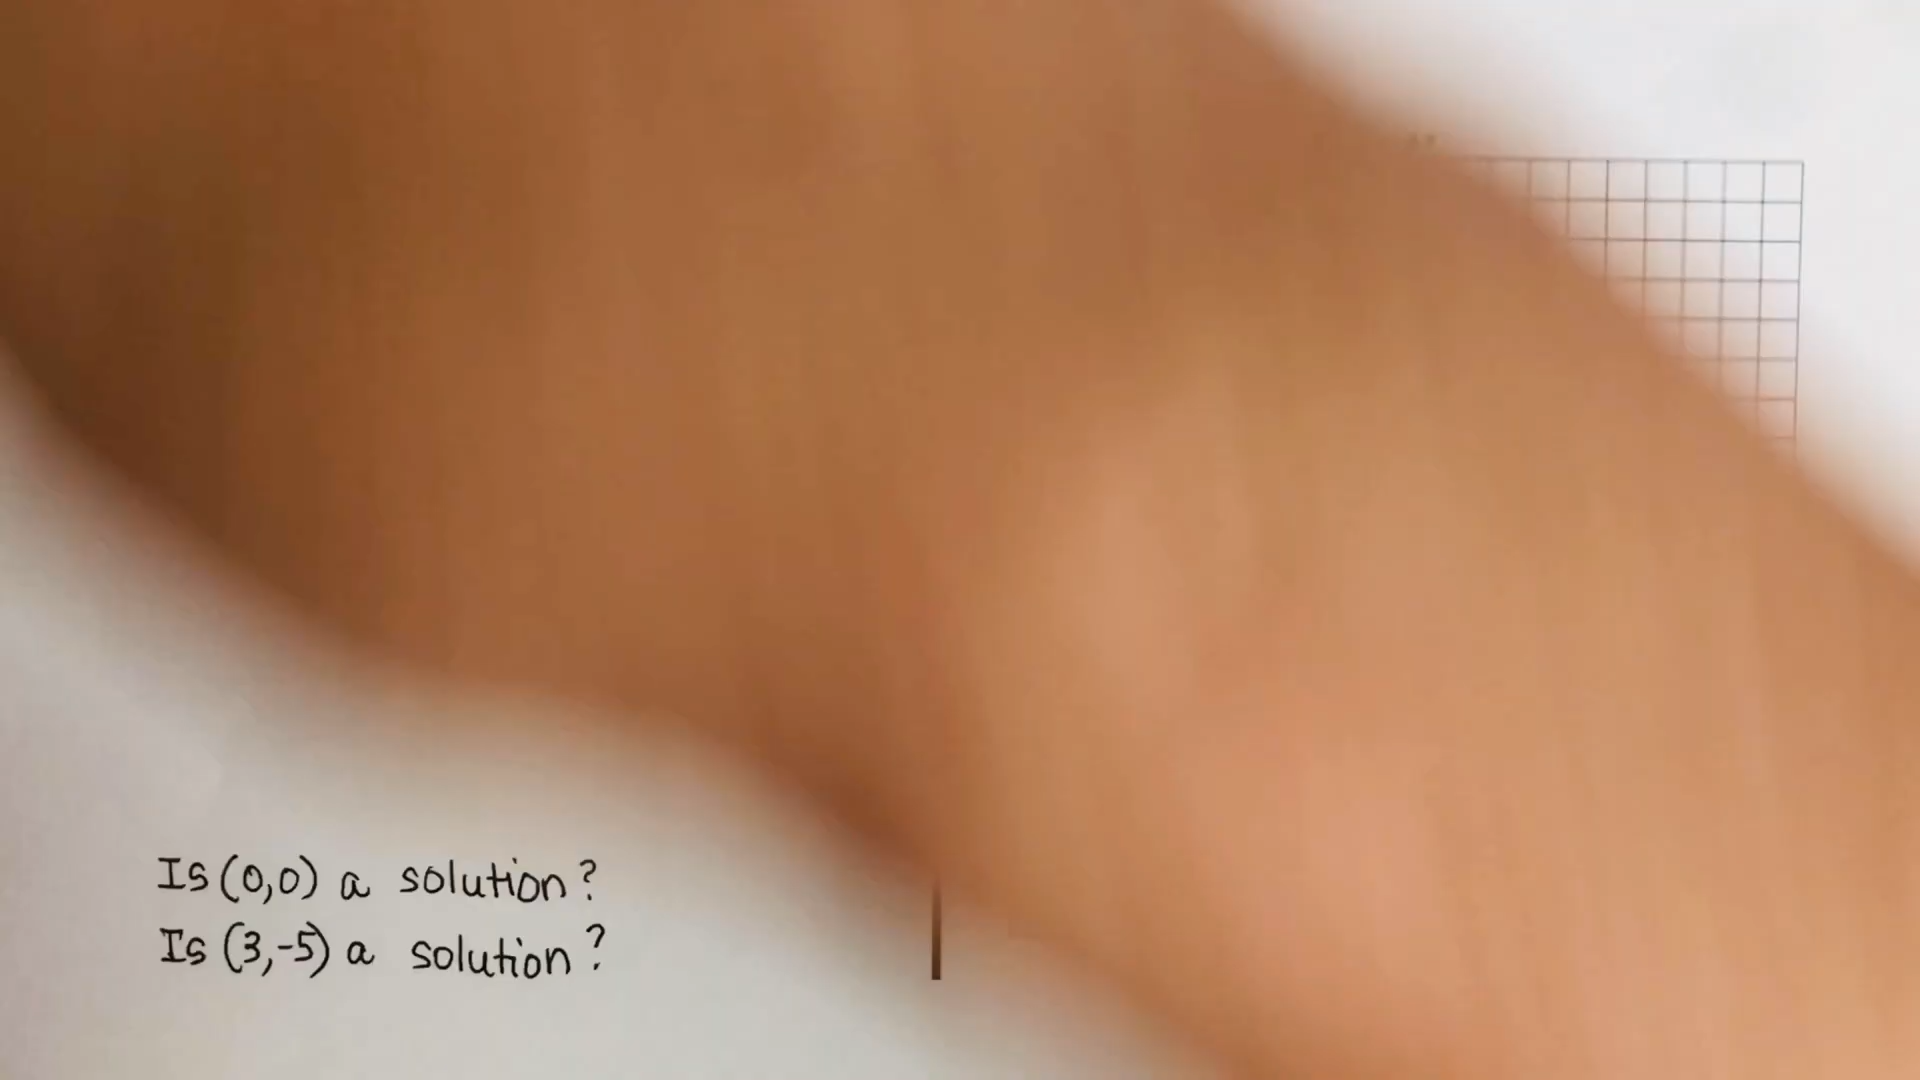 Is (0,0) a solution?
Is (3,-5) a solution?